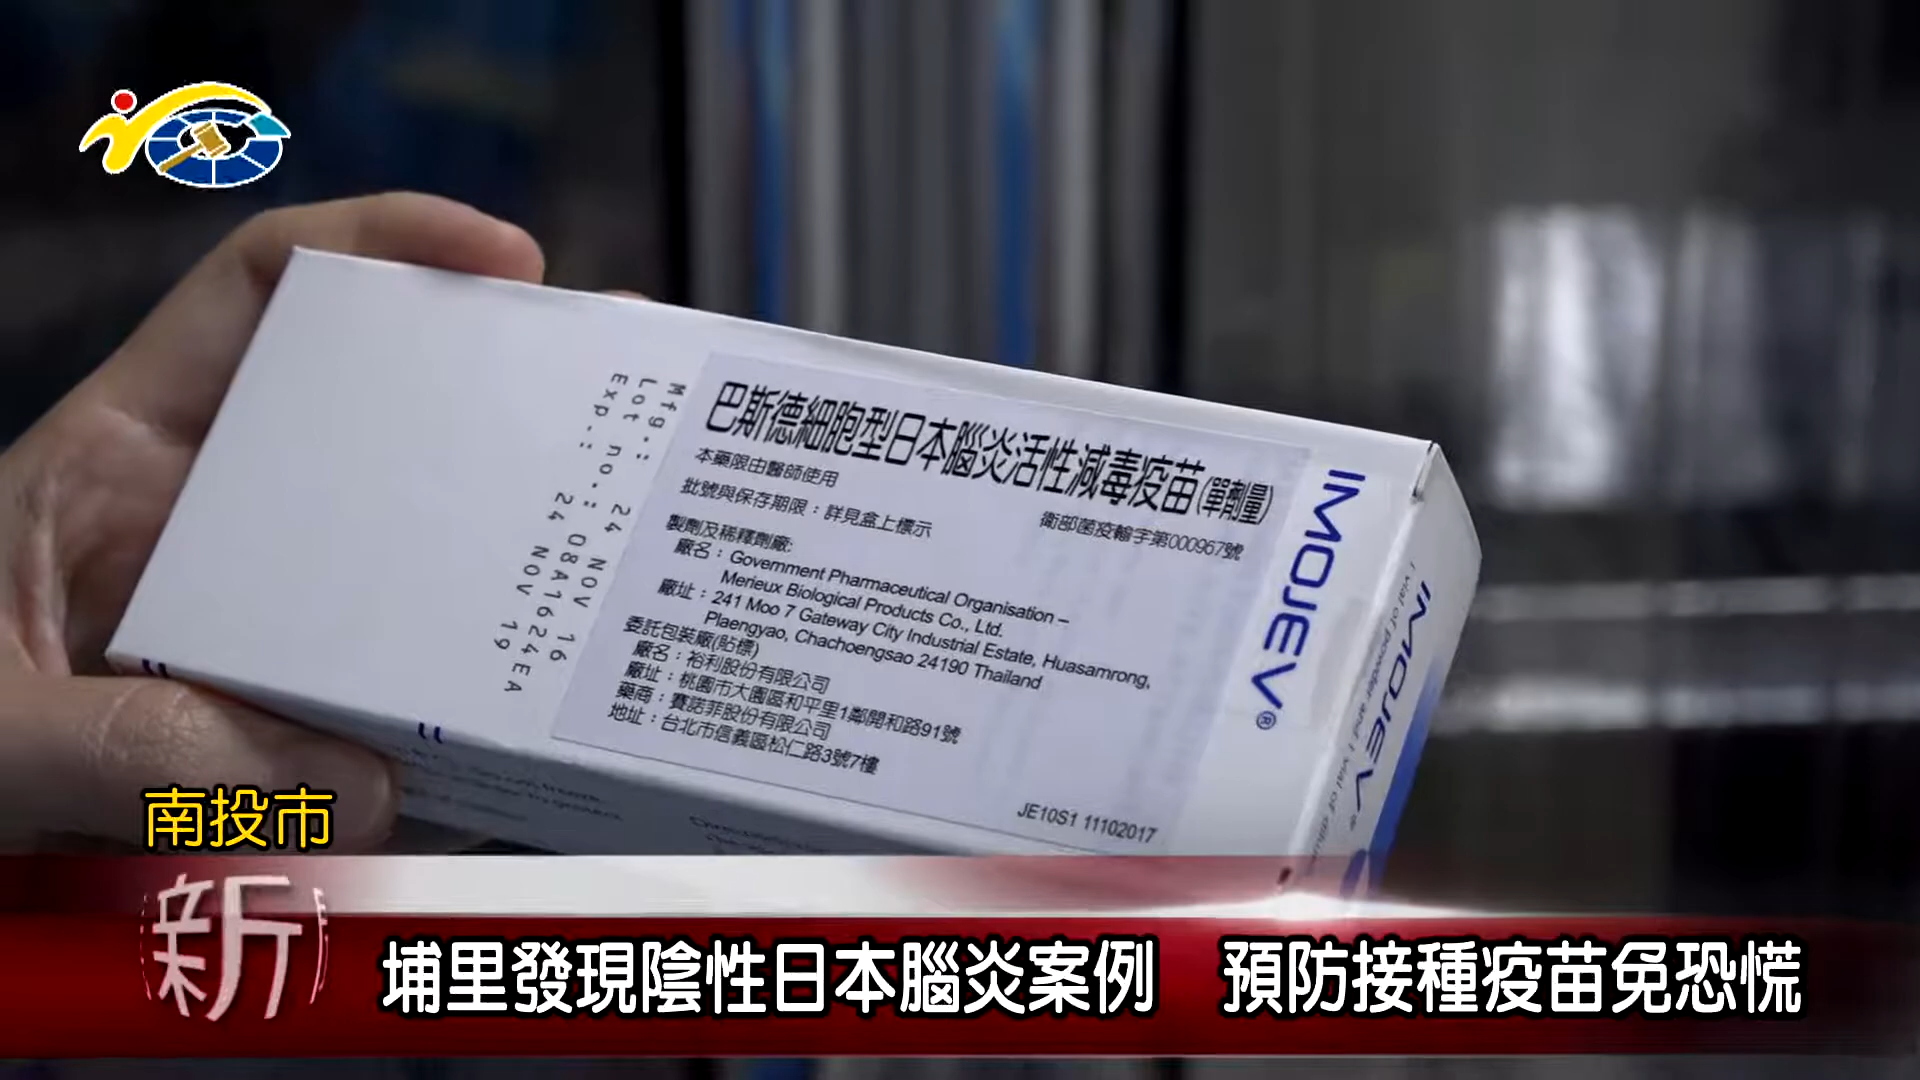 Mfg.: 24 NOV 16
Lot no.: 08A1624EA
Exp.: 24 NOV 19
巴斯德細胞型日本腦炎活性減毒疫苗(單劑量)
本藥限由醫師使用
衛部菌疫輸字第000967號
批號與保存期限：詳見盒上標示
製劑及稀釋劑廠:
廠名：Government Pharmaceutical Organisation –
Merieux Biological Products Co., Ltd.
廠址：241 Moo 7 Gateway City Industrial Estate, Huasamrong,
Plaengyao, Chachoengsao 24190 Thailand
委託包裝廠(貼標)
廠名：裕利股份有限公司
廠址：桃園市大園區和平里1鄰開和路91號
藥商：賽諾菲股份有限公司
地址：台北市信義區松仁路3號7樓
JE10S1 11102017
IMOJEV®
IMOJEV®
1 vial of powder and 1 vial of
南投市
新
埔里發現陰性日本腦炎案例 預防接種疫苗免恐慌